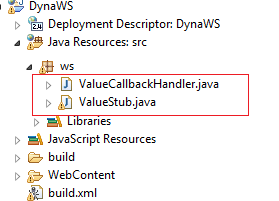 DynaWS
Deployment Descriptor: DynaWS
Java Resources: src
ws
ValueCallbackHandler.java
ValueStub.java
Libraries
JavaScript Resources
build
WebContent
build.xml